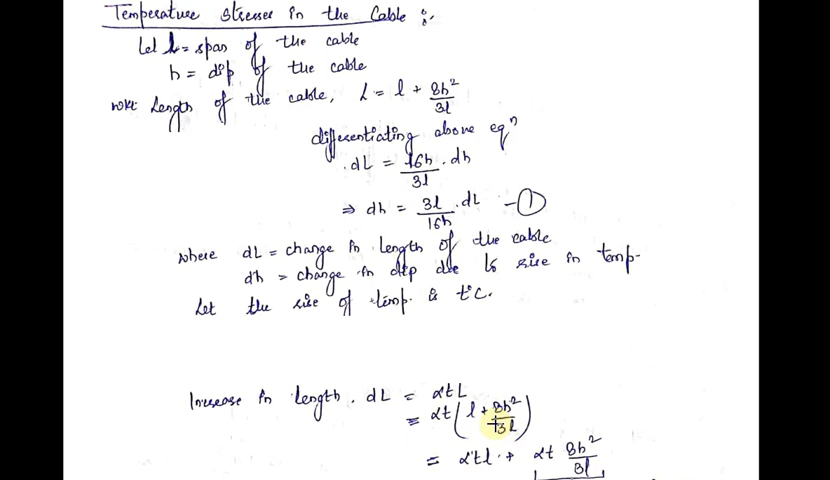 Temperature stresses in the Cable :-
Let l = span of the cable
h = dip of the cable
WKT Length of the cable, L = l + 8h²/3l
differentiating above eqⁿ
dL = 16h/3l . dh
⇒ dh = 3l/16h . dL —①
where dL = change in length of the cable
dh = change in dip due to rise in temp.
Let the rise of temp. is t°C.
Increase in length. dL = αtL
= αt ( l + 8h²/3l )
= αtl + αt 8h²/3l